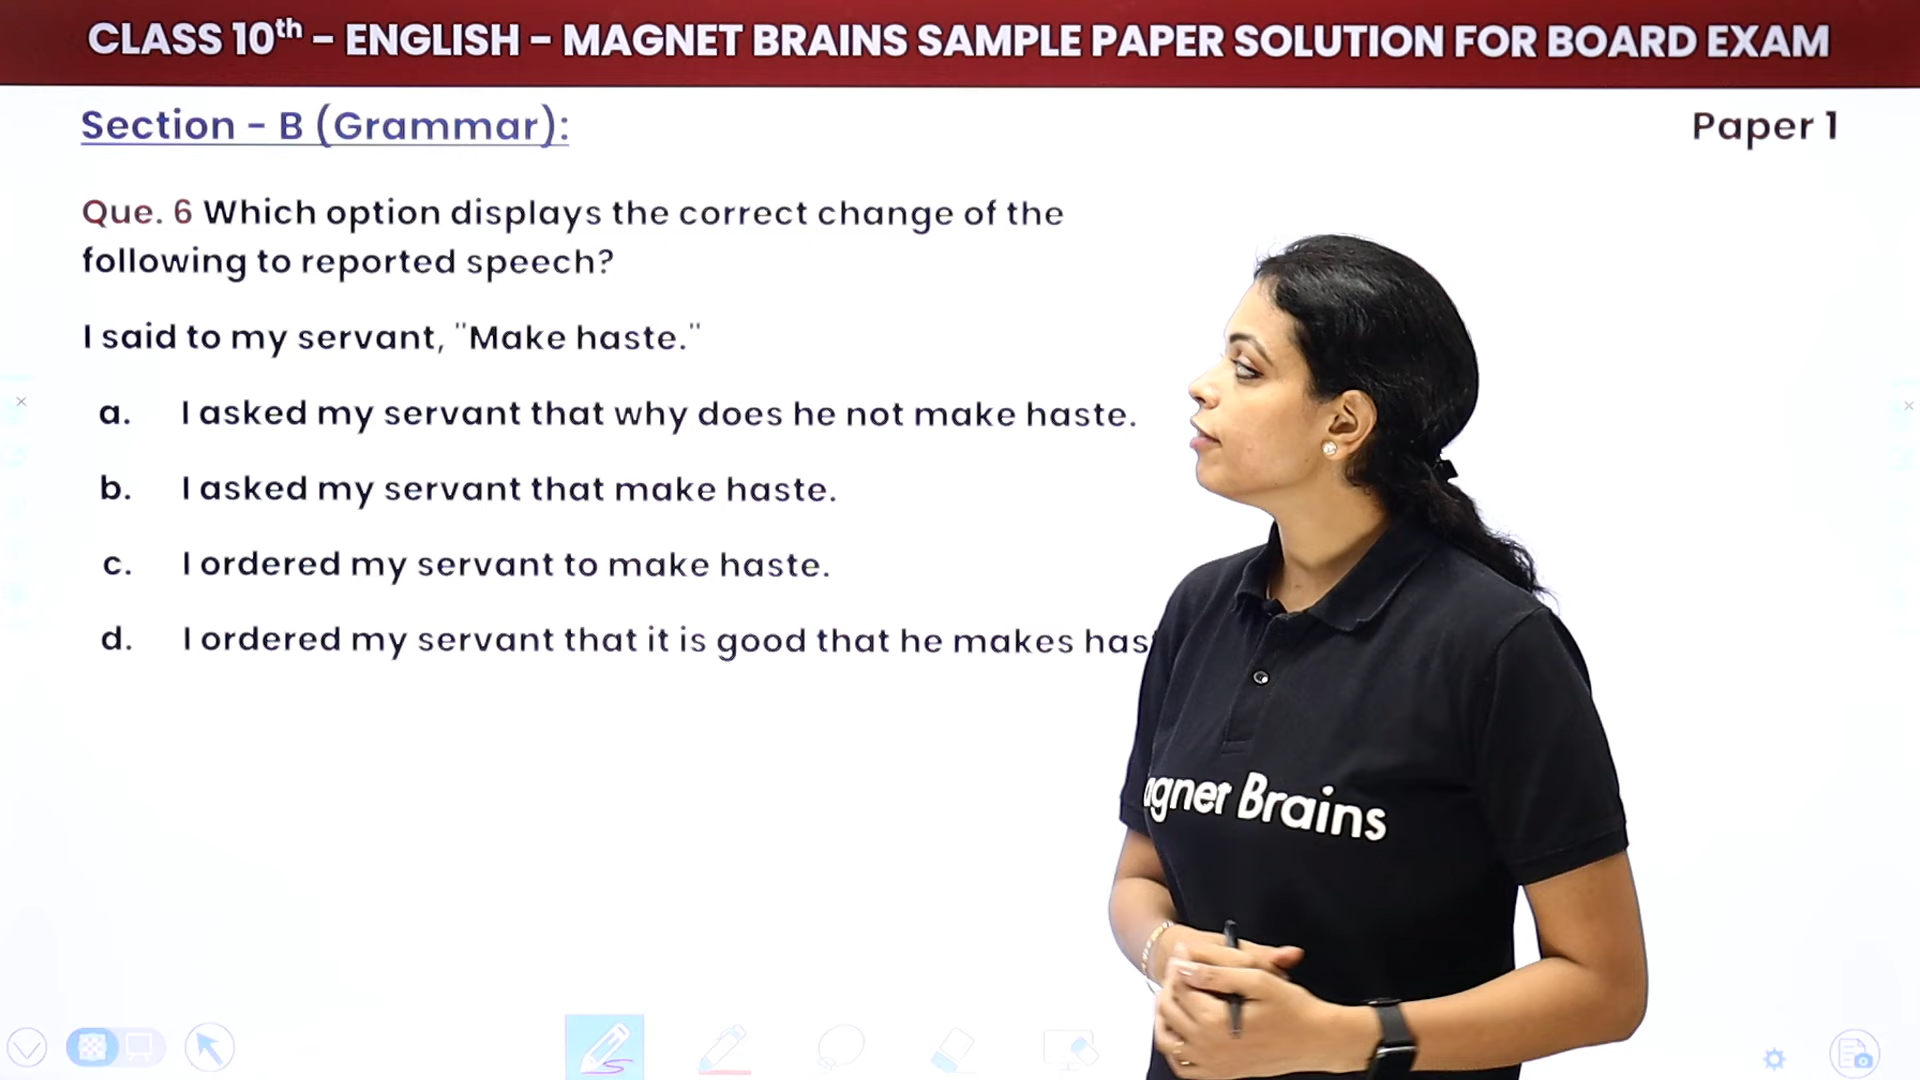 CLASS 10th – ENGLISH – MAGNET BRAINS SAMPLE PAPER SOLUTION FOR BOARD EXAM
Section - B (Grammar):
Paper 1
Que. 6 Which option displays the correct change of the
following to reported speech?
I said to my servant, "Make haste."
a. I asked my servant that why does he not make haste.
b. I asked my servant that make haste.
c. I ordered my servant to make haste.
d. I ordered my servant that it is good that he makes
Brains